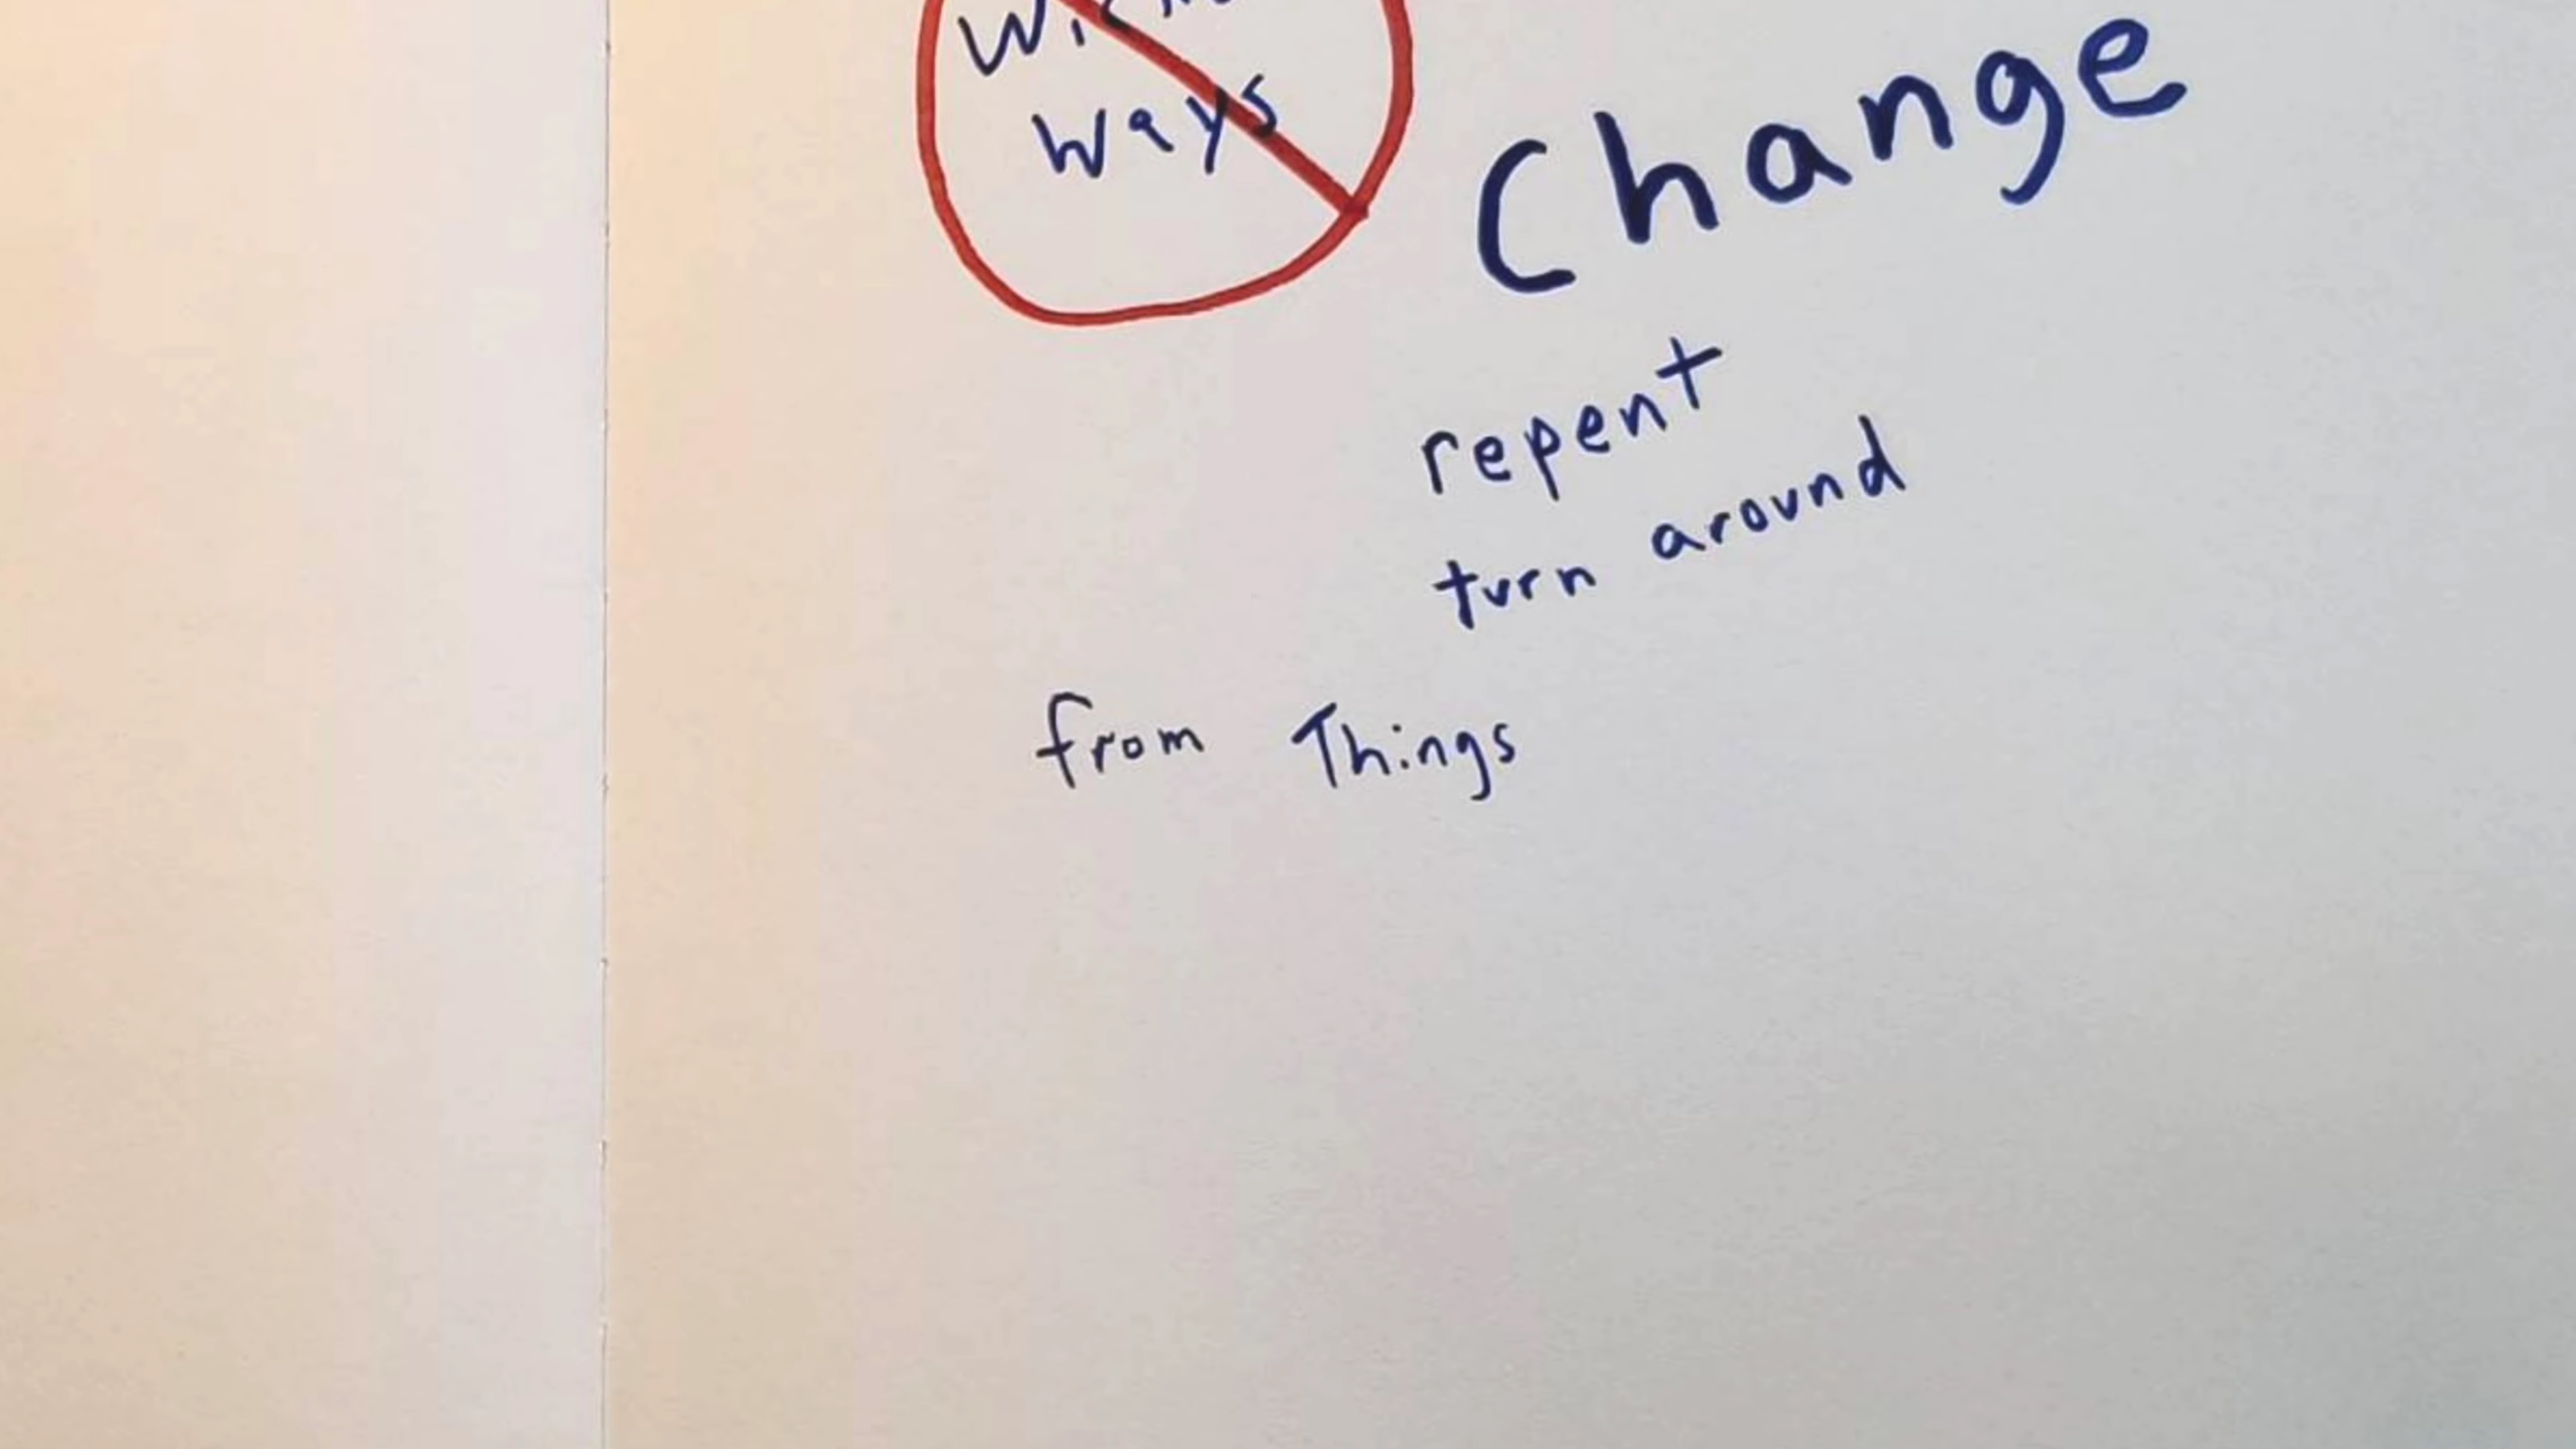 Ways
Change
repent
turn around
from Things